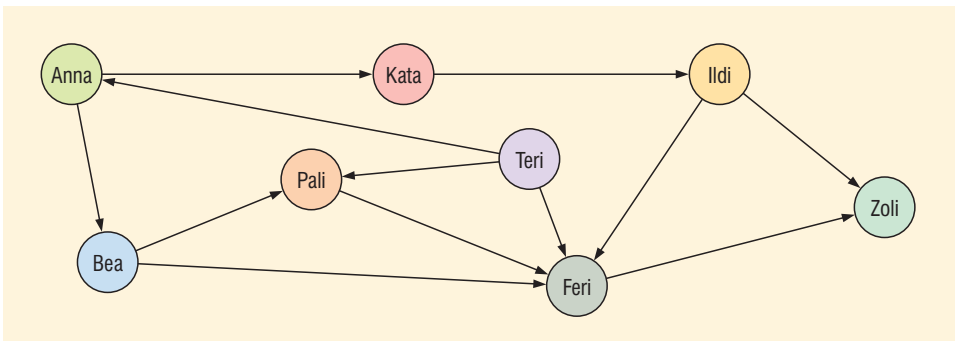 Anna
Kata
Ildi
Teri
Pali
Zoli
Bea
Feri